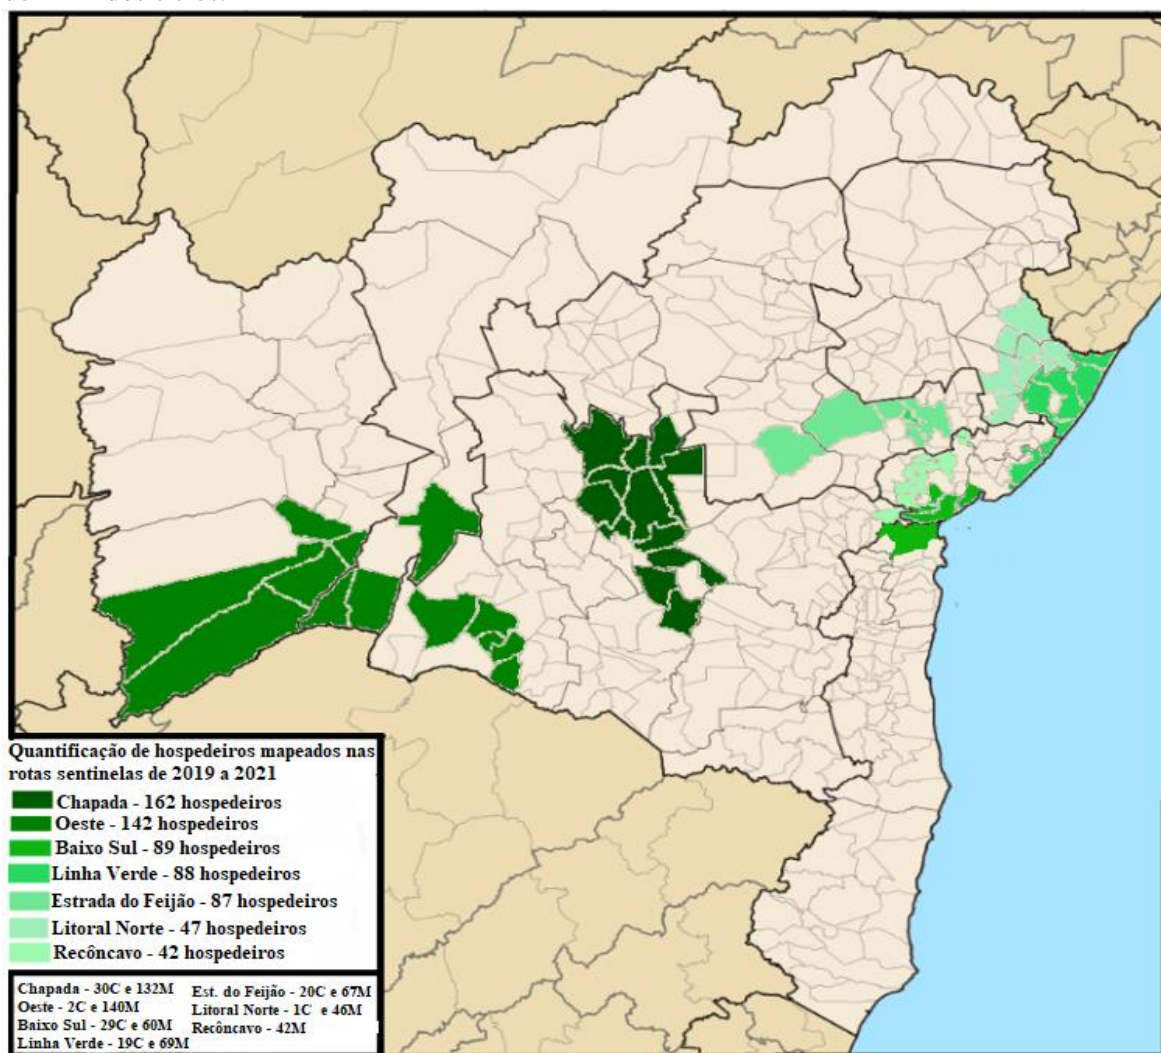 Quantificação de hospedeiros mapeados nas
rotas sentinelas de 2019 a 2021
Chapada - 162 hospedeiros
Oeste - 142 hospedeiros
Baixo Sul - 89 hospedeiros
Linha Verde - 88 hospedeiros
Estrada do Feijão - 87 hospedeiros
Litoral Norte - 47 hospedeiros
Recôncavo - 42 hospedeiros
Chapada - 30C e 132M
Oeste - 2C e 140M
Baixo Sul - 29C e 60M
Linha Verde - 19C e 69M
Est. do Feijão - 20C e 67M
Litoral Norte - 1C e 46M
Recôncavo - 42M